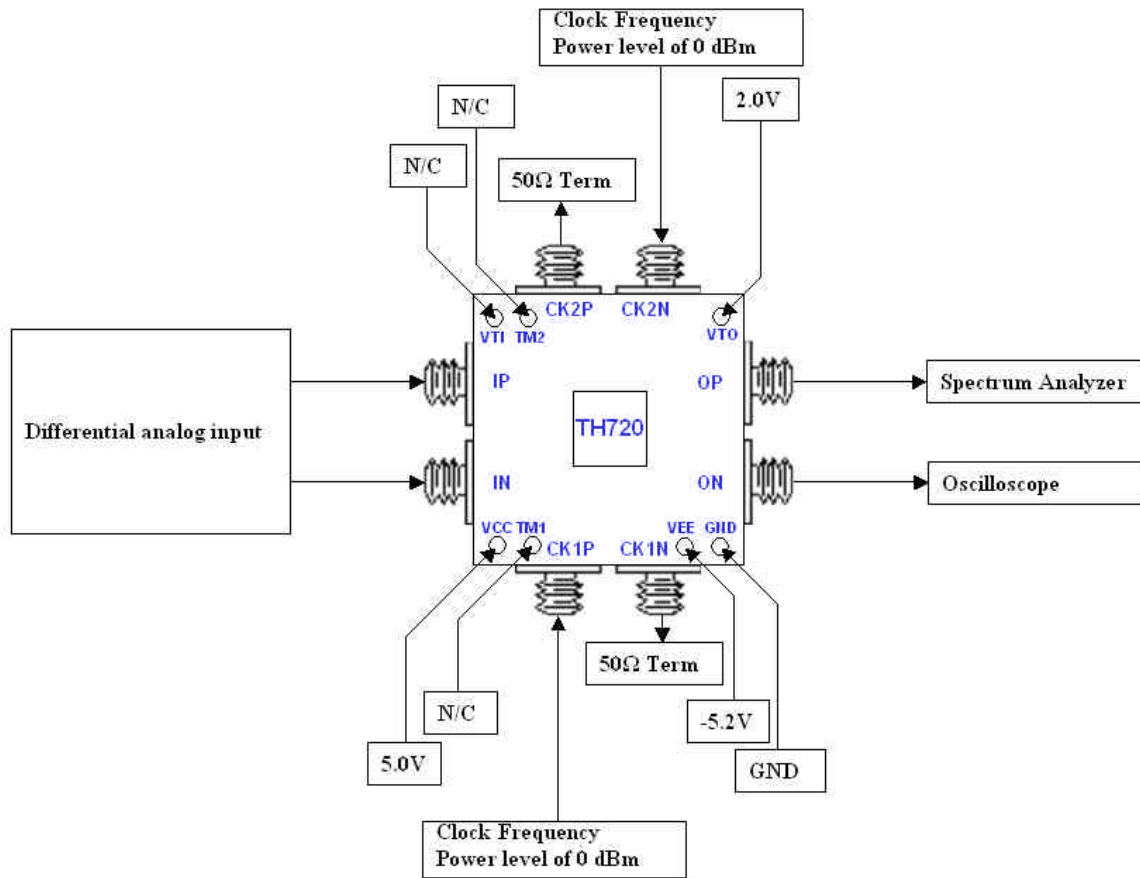 Clock Frequency
Power level of 0 dBm
N/C
2.0V
N/C
50Ω Term
CK2P
CK2N
VTI
TM2
VTO
IP
OP
Spectrum Analyzer
Differential analog input
TH720
IN
ON
Oscilloscope
VCC
TM1
VEE
GND
CK1P
CK1N
50Ω Term
N/C
-5.2V
5.0V
GND
Clock Frequency
Power level of 0 dBm